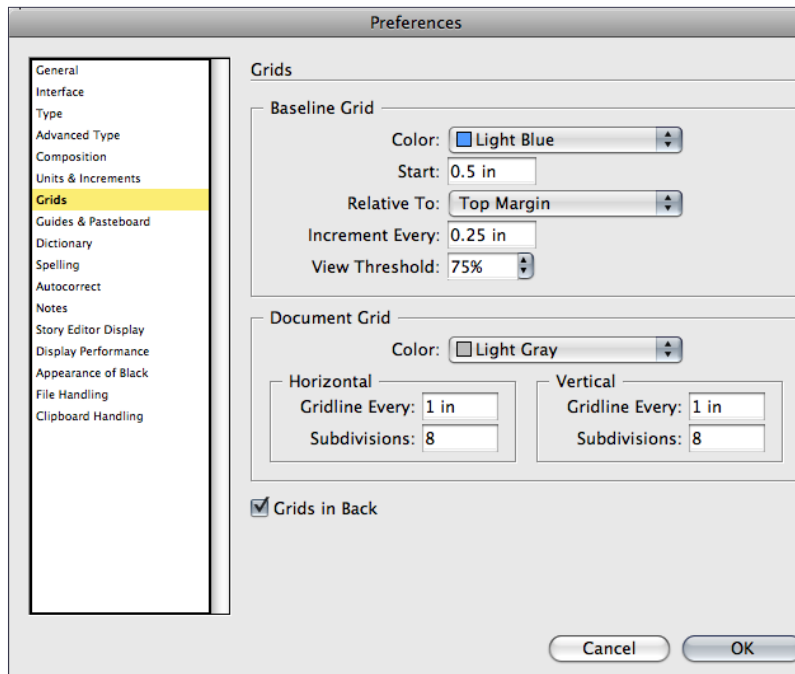 Preferences
General
Interface
Type
Advanced Type
Composition
Units & Increments
Grids
Guides & Pasteboard
Dictionary
Spelling
Autocorrect
Notes
Story Editor Display
Display Performance
Appearance of Black
File Handling
Clipboard Handling
Grids
Baseline Grid
Color: Light Blue
Start: 0.5 in
Relative To: Top Margin
Increment Every: 0.25 in
View Threshold: 75%
Document Grid
Color: Light Gray
Horizontal
Gridline Every: 1 in
Subdivisions: 8
Vertical
Gridline Every: 1 in
Subdivisions: 8
Grids in Back
Cancel OK